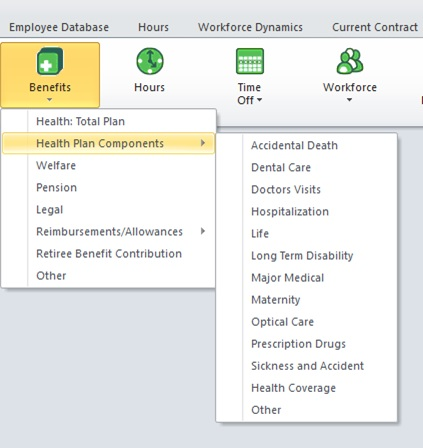 Employee Database Hours Workforce Dynamics Current Contract
Benefits Hours Time Off Workforce
Health: Total Plan
Health Plan Components
Welfare
Pension
Legal
Reimbursements/Allowances
Retiree Benefit Contribution
Other
Accidental Death
Dental Care
Doctors Visits
Hospitalization
Life
Long Term Disability
Major Medical
Maternity
Optical Care
Prescription Drugs
Sickness and Accident
Health Coverage
Other